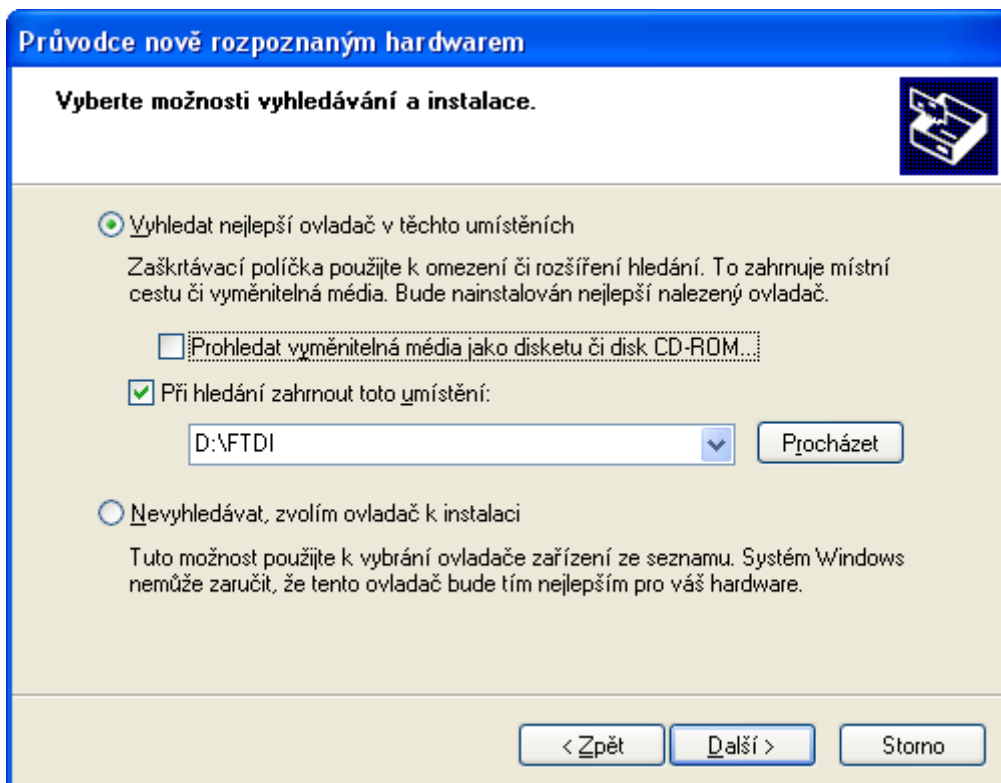 Průvodce nově rozpoznaným hardwarem
Vyberte možnosti vyhledávání a instalace.
Vyhledat nejlepší ovladač v těchto umístěních
Zaškrtávací políčka použijte k omezení či rozšíření hledání. To zahrnuje místní
cestu či vyměnitelná média. Bude nainstalován nejlepší nalezený ovladač.
Prohledat vyměnitelná média jako disketu či disk CD-ROM...
Při hledání zahrnout toto umístění:
D:\FTDI
Procházet
Nevyhledávat, zvolím ovladač k instalaci
Tuto možnost použijte k vybrání ovladače zařízení ze seznamu. Systém Windows
nemůže zaručit, že tento ovladač bude tím nejlepším pro váš hardware.
< Zpět
Další >
Storno